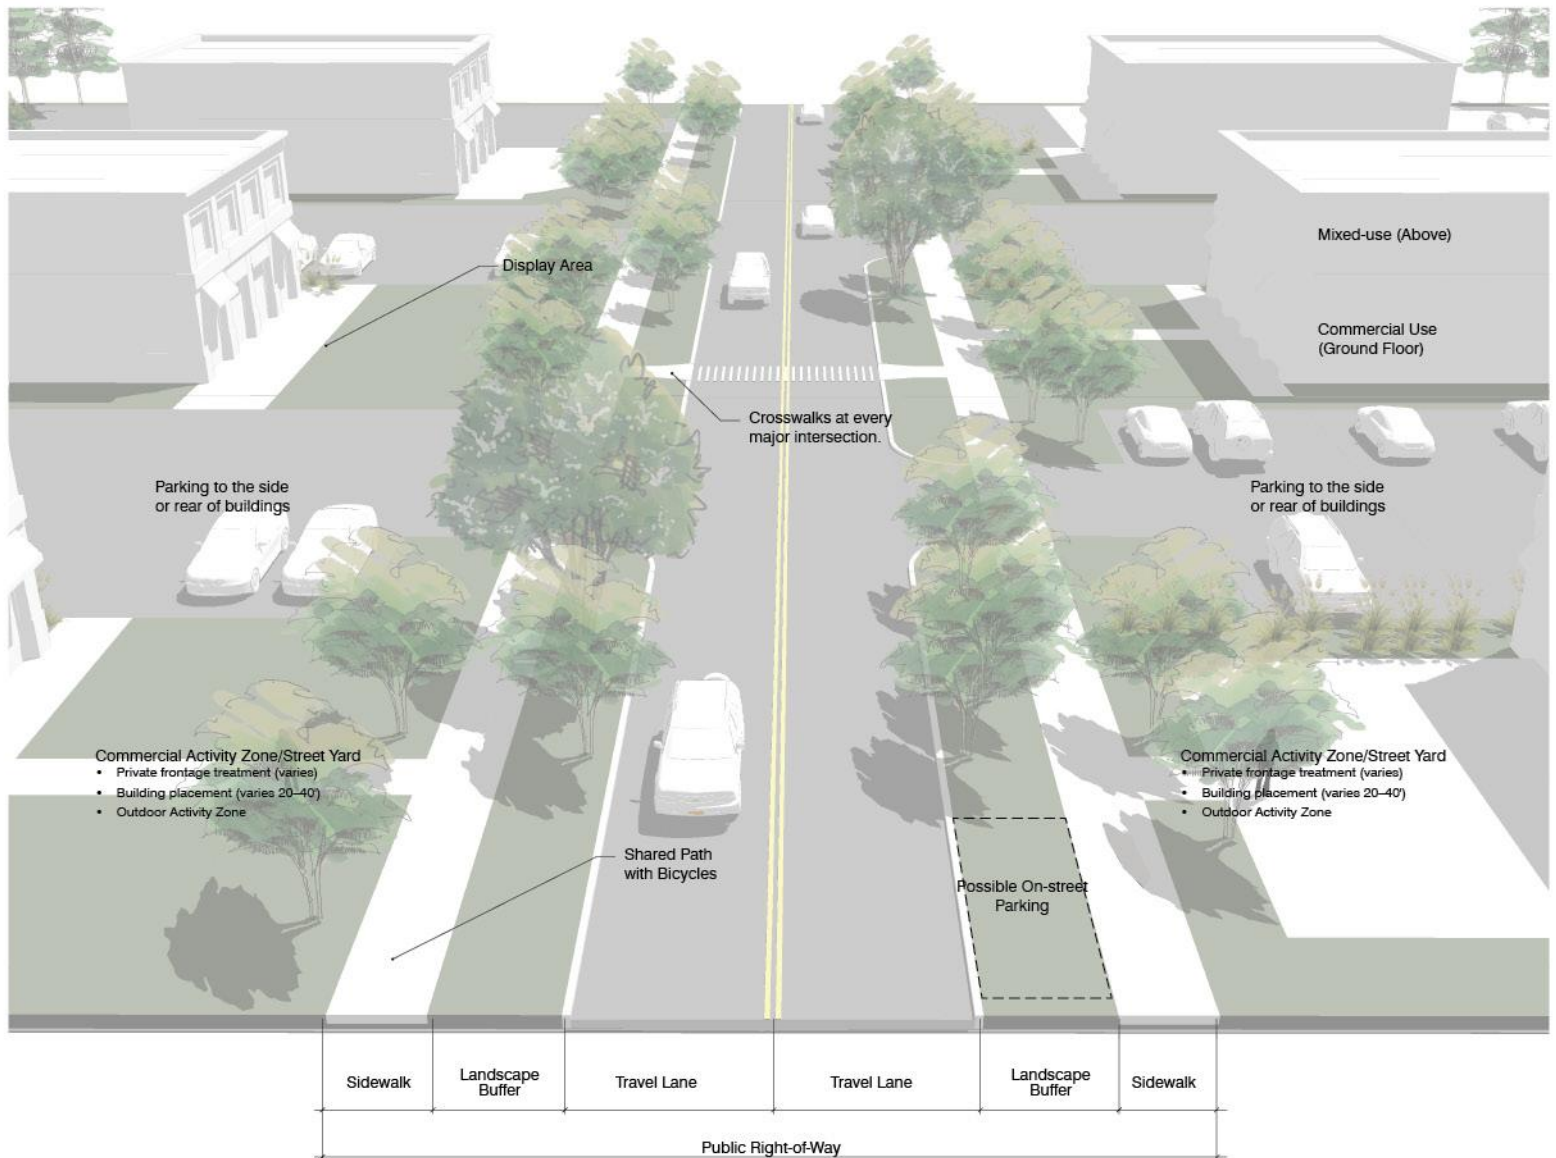 Mixed-use (Above)
Display Area
Commercial Use
(Ground Floor)
Crosswalks at every
major intersection.
Parking to the side
or rear of buildings
Parking to the side
or rear of buildings
Commercial Activity Zone/Street Yard
• Private frontage treatment (varies)
• Building placement (varies 20–40')
• Outdoor Activity Zone
Commercial Activity Zone/Street Yard
• Private frontage treatment (varies)
• Building placement (varies 20–40')
• Outdoor Activity Zone
Shared Path
with Bicycles
Possible On-street
Parking
Sidewalk
Landscape
Buffer
Travel Lane
Travel Lane
Landscape
Buffer
Sidewalk
Public Right-of-Way